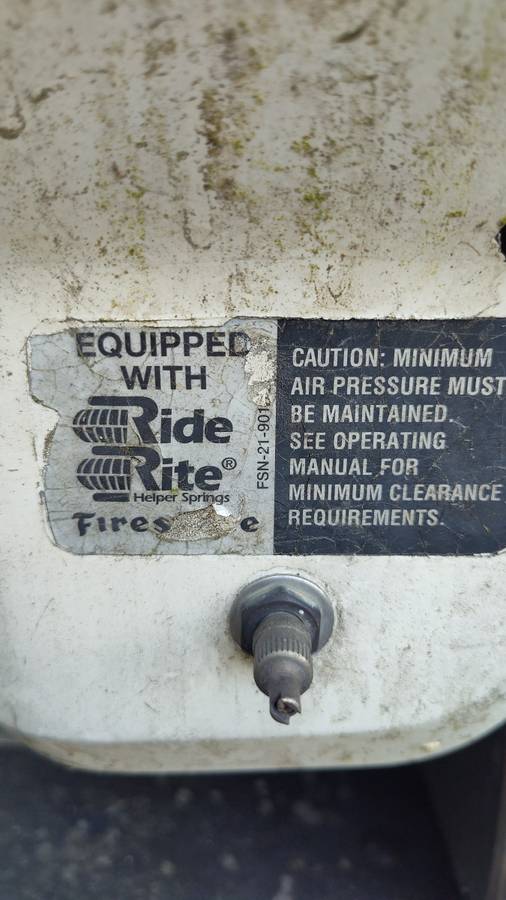 EQUIPPED
WITH
Ride
Rite®
Helper Springs
FSN-21-901
CAUTION: MINIMUM
AIR PRESSURE MUST
BE MAINTAINED.
SEE OPERATING
MANUAL FOR
MINIMUM CLEARANCE
REQUIREMENTS.